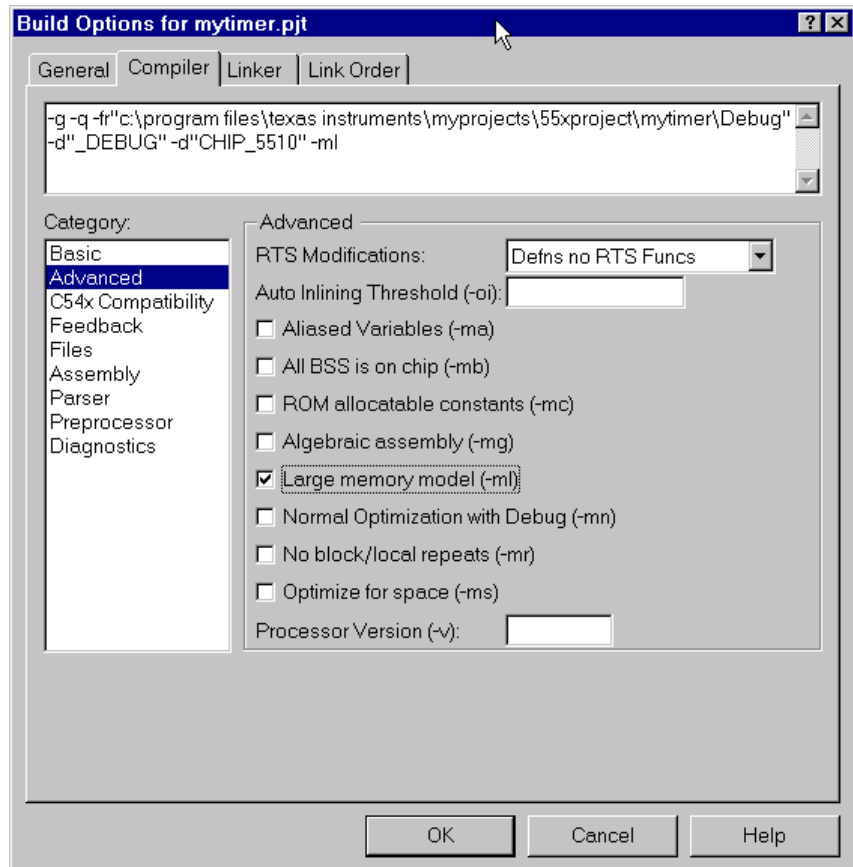 Build Options for mytimer.pjt
General Compiler Linker Link Order
-g -q -fr"c:\program files\texas instruments\myprojects\55xproject\mytimer\Debug"
-d"_DEBUG" -d"CHIP_5510" -ml
Category:
Basic
Advanced
C54x Compatibility
Feedback
Files
Assembly
Parser
Preprocessor
Diagnostics
Advanced
RTS Modifications: Defns no RTS Funcs
Auto Inlining Threshold (-oi):
Aliased Variables (-ma)
All BSS is on chip (-mb)
ROM allocatable constants (-mc)
Algebraic assembly (-mg)
Large memory model (-ml)
Normal Optimization with Debug (-mn)
No block/local repeats (-mr)
Optimize for space (-ms)
Processor Version (-v):
OK Cancel Help